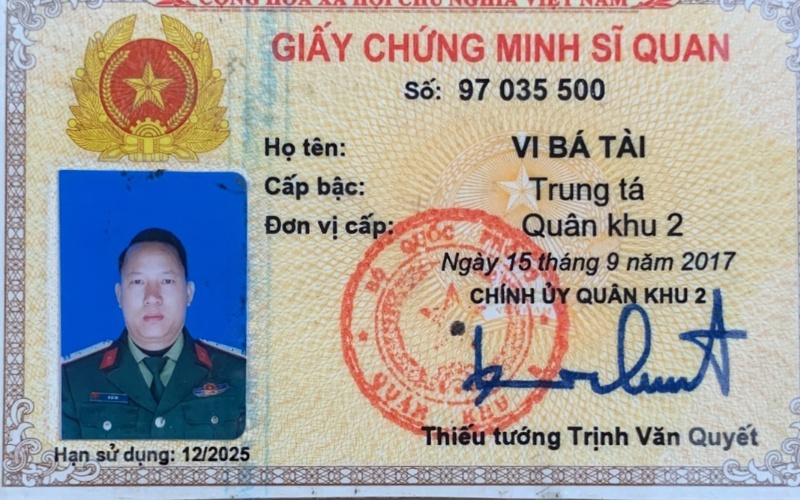 CỘNG HÒA XÃ HỘI CHỦ NGHĨA VIỆT NAM
GIẤY CHỨNG MINH SĨ QUAN
Số: 97 035 500
Họ tên: VI BÁ TÀI
Cấp bậc: Trung tá
Đơn vị cấp: Quân khu 2
Ngày 15 tháng 9 năm 2017
CHÍNH ỦY QUÂN KHU 2
BỘ QUỐC PHÒNG
QUÂN KHU
Thiếu tướng Trịnh Văn Quyết
Hạn sử dụng: 12/2025